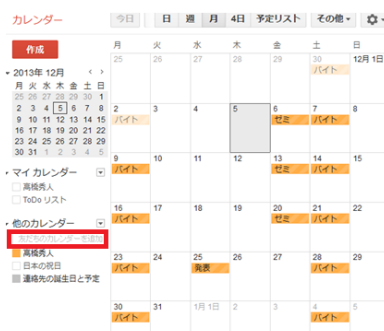 カレンダー
今日 日 週 月 4日 予定リスト その他
作成
2013年 12月
月 火 水 木 金 土 日
25 26 27 28 29 30 1
2 3 4 5 6 7 8
9 10 11 12 13 14 15
16 17 18 19 20 21 22
23 24 25 26 27 28 29
30 31 1 2 3 4 5
マイ カレンダー
高橋秀人
ToDo リスト
他のカレンダー
友だちのカレンダーを追加
高橋秀人
日本の祝日
連絡先の誕生日と予定
月 火 水 木 金 土 日
25 26 27 28 29 30 12月 1日
バイト
2 3 4 5 6 7 8
バイト ゼミ バイト
9 10 11 12 13 14 15
バイト ゼミ バイト
16 17 18 19 20 21 22
バイト ゼミ バイト
23 24 25 26 27 28 29
バイト 発表 バイト
30 31 1月 1日 2 3 4 5
バイト バイト